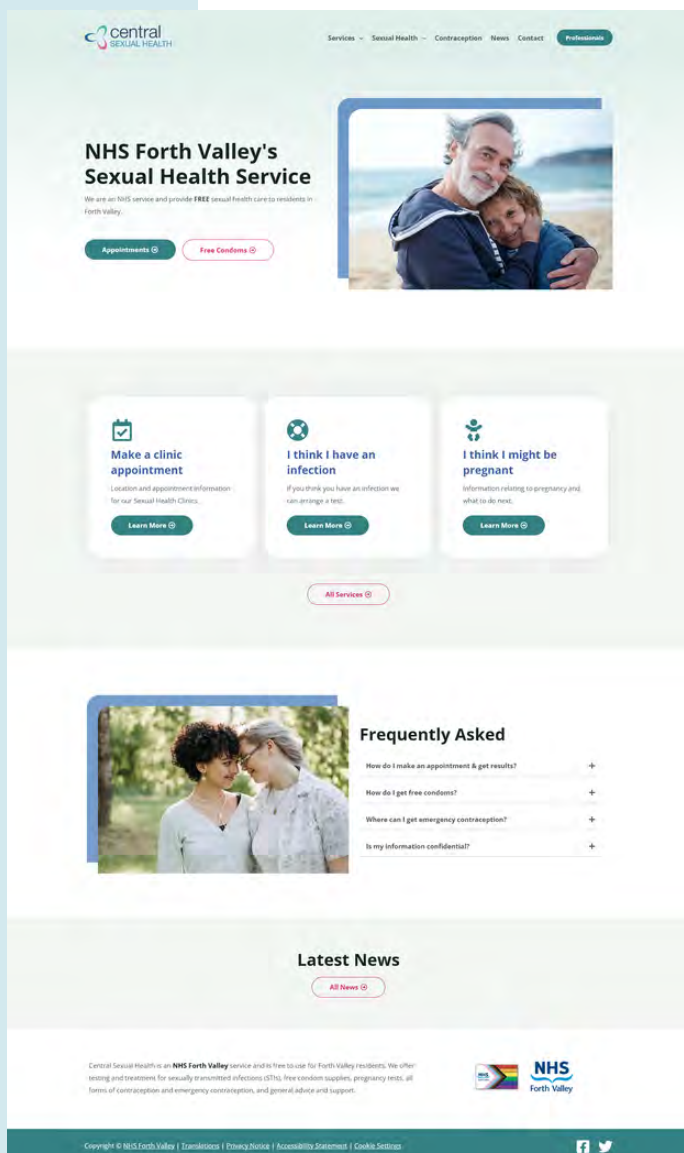 central
SEXUAL HEALTH
Services
Sexual Health
Contraception
News
Contact
Professionals
NHS Forth Valley's
Sexual Health Service
We are an NHS service and provide FREE sexual health care to residents in
Forth Valley.
Appointments
Free Condoms
Make a clinic
appointment
Location and appointment information
for our Sexual Health Clinics.
Learn More
I think I have an
infection
If you think you have an infection we
can arrange a test.
Learn More
I think I might be
pregnant
Information relating to pregnancy and
what to do next.
Learn More
All Services
Frequently Asked
How do I make an appointment & get results?
How do I get free condoms?
Where can I get emergency contraception?
Is my information confidential?
Latest News
All News
Central Sexual Health is an NHS Forth Valley service and is free to use for Forth Valley residents. We offer
testing and treatment for sexually transmitted infections (STIs), free condom supplies, pregnancy tests, all
forms of contraception and emergency contraception, and general advice and support.
NHS
Forth Valley
Copyright © NHS Forth Valley | Translations | Privacy Notice | Accessibility Statement | Cookie Settings